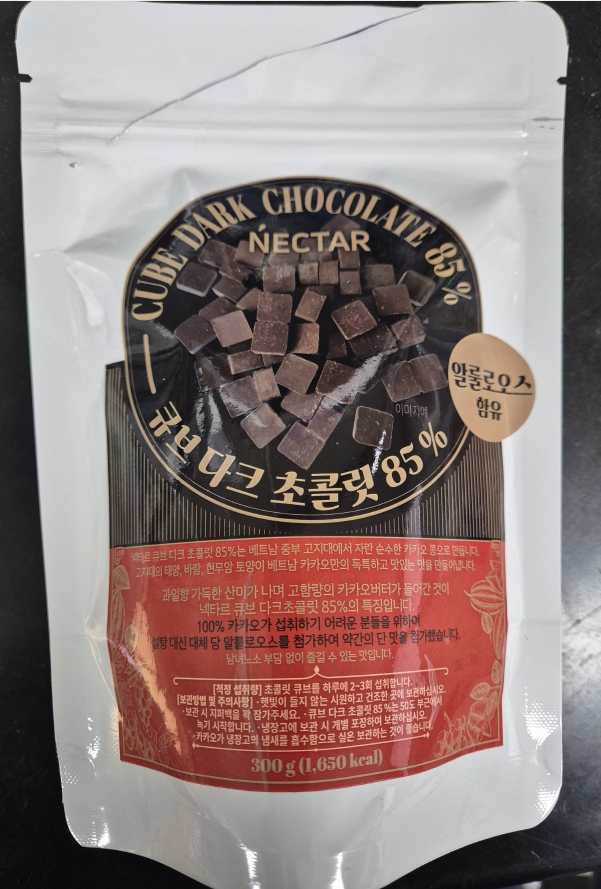 CUBE DARK CHOCOLATE 85%
NECTAR
알룰로오스
함유
이미지예
큐브 다크 초콜릿 85%
넥타르 큐브 다크 초콜릿 85%는 베트남 중부 고지대에서 자란 순수한 카카오 콩으로 만듭니다.
고지대의 태양, 바람, 현무암 토양이 베트남 카카오만의 독특하고 맛있는 맛을 만들어냅니다.
과일향 가득한 산미가 나며 고함량의 카카오버터가 들어간 것이
넥타르 큐브 다크초콜릿 85%의 특징입니다.
100% 카카오가 섭취하기 어려운 분들을 위하여
설탕 대신 대체 당 알룰로오스를 첨가하여 약간의 단 맛을 첨가했습니다.
남녀노소 부담 없이 즐길 수 있는 맛입니다.
[적정 섭취량] 초콜릿 큐브를 하루에 2~3회 섭취합니다.
[보관방법 및 주의사항] · 햇빛이 들지 않는 시원하고 건조한 곳에 보관하십시오.
· 보관 시 지퍼백을 꽉 잠가주세요. · 큐브 다크 초콜릿 85%는 50도 부근에서
녹기 시작합니다. · 냉장고에 보관 시 개별 포장하여 보관하십시오.
· 카카오가 냉장고의 냄새를 흡수함으로 실온 보관하는 것이 좋습니다.
300 g (1,650 kcal)